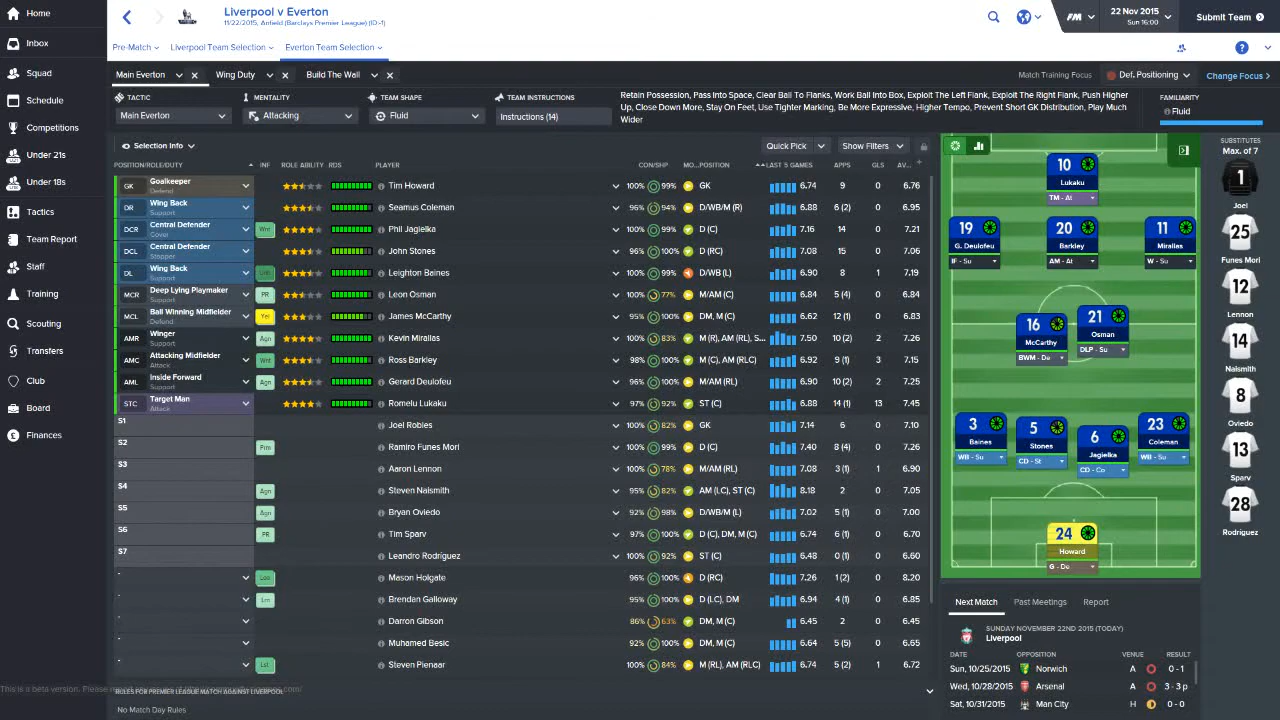 Home
Inbox
Squad
Schedule
Competitions
Under 21s
Under 18s
Tactics
Team Report
Staff
Training
Scouting
Transfers
Club
Board
Finances
Liverpool v Everton
11/22/2015, Anfield (Barclays Premier League) (D:-1)
FM
22 Nov 2015
Sun 16:00
Submit Team
Pre-Match
Liverpool Team Selection
Everton Team Selection
Main Everton
Wing Duty
Build The Wall
Match Training Focus
Def. Positioning
Change Focus
TACTIC
Main Everton
MENTALITY
Attacking
TEAM SHAPE
Fluid
TEAM INSTRUCTIONS
Instructions (14)
Retain Possession, Pass Into Space, Clear Ball To Flanks, Work Ball Into Box, Exploit The Left Flank, Exploit The Right Flank, Push Higher
Up, Close Down More, Stay On Feet, Use Tighter Marking, Be More Expressive, Higher Tempo, Prevent Short GK Distribution, Play Much
Wider
FAMILIARITY
Fluid
Selection Info
Quick Pick
Show Filters
POSITION/ROLE/DUTY INF ROLE ABILITY RDS PLAYER CON/SHP MO... POSITION LAST 5 GAMES APPS GLS AV...
GK Goalkeeper Defend Tim Howard 100% 99% GK 6.74 9 0 6.76
DR Wing Back Support Seamus Coleman 96% 94% D/WB/M (R) 6.88 6 (2) 0 6.95
DCR Central Defender Cover Wnt Phil Jagielka 100% 99% D (C) 7.16 14 0 7.21
DCL Central Defender Stopper John Stones 96% 100% D (RC) 7.03 15 0 7.06
DL Wing Back Support Leighton Baines 100% 99% D/WB (L) 6.90 8 1 7.19
MCR Deep Lying Playmaker Support PR Leon Osman 100% 77% M/AM (C) 6.84 5 (4) 0 6.84
MCL Ball Winning Midfielder Defend Yel James McCarthy 95% 100% DM, M (C) 6.62 12 (1) 0 6.83
AMR Winger Support Agn Kevin Mirallas 100% 83% M (R), AM (RL), S... 7.50 10 (2) 2 7.26
AMC Attacking Midfielder Attack Wnt Ross Barkley 98% 100% M (C), AM (RLC) 6.91 9 (1) 3 7.15
AML Inside Forward Support Agn Gerard Deulofeu 96% 100% M/AM (RL) 6.90 10 (2) 2 7.25
STC Target Man Attack Romelu Lukaku 97% 92% ST (C) 6.88 14 (1) 13 7.45
S1 Joel Robles 100% 82% GK 7.14 6 0 7.10
S2 Frm Ramiro Funes Mori 100% 99% D (C) 7.40 8 (4) 0 7.26
S3 Aaron Lennon 100% 78% M/AM (RL) 7.08 3 (1) 1 6.90
S4 Agn Steven Naismith 95% 82% AM (LC), ST (C) 8.18 2 0 7.05
S5 Agn Bryan Oviedo 92% 98% D/WB/M (L) 7.02 5 (1) 0 7.00
S6 PR Tim Sparv 97% 100% D (C), DM, M (C) 6.74 6 (1) 0 6.70
S7 Leandro Rodríguez 100% 92% ST (C) 6.48 0 (1) 0 6.60
- Loa Mason Holgate 96% 100% D (RC) 7.26 1 (2) 0 8.20
- Lrn Brendan Galloway 95% 100% D (LC), DM 6.94 4 (1) 0 6.85
- Darron Gibson 86% 63% DM, M (C) 6.45 2 0 6.45
- Muhamed Besic 92% 100% DM, M (C) 6.64 5 (5) 0 6.65
- Lst Steven Pienaar 100% 84% M (RL), AM (RLC) 6.74 5 (2) 1 6.72
RULES FOR PREMIER LEAGUE MATCH AGAINST LIVERPOOL
No Match Day Rules
This is a beta version. Please
10
Lukaku
TM - At
19
G. Deulofeu
IF - Su
20
Barkley
AM - At
11
Mirallas
W - Su
16
McCarthy
BWM - De
21
Osman
DLP - Su
3
Baines
WB - Su
5
Stones
CD - St
6
Jagielka
CD - Co
23
Coleman
WB - Su
24
Howard
G - De
SUBSTITUTES
Max. of 7
1
Joel
25
Funes Mori
12
Lennon
14
Naismith
8
Oviedo
13
Sparv
28
Rodríguez
Next Match
Past Meetings
Report
SUNDAY NOVEMBER 22ND 2015 (TODAY)
Liverpool
DATE OPPOSITION VENUE RESULT
Sun, 10/25/2015 Norwich A 0 - 1
Wed, 10/28/2015 Arsenal A 3 - 3 p
Sat, 10/31/2015 Man City H 0 - 0